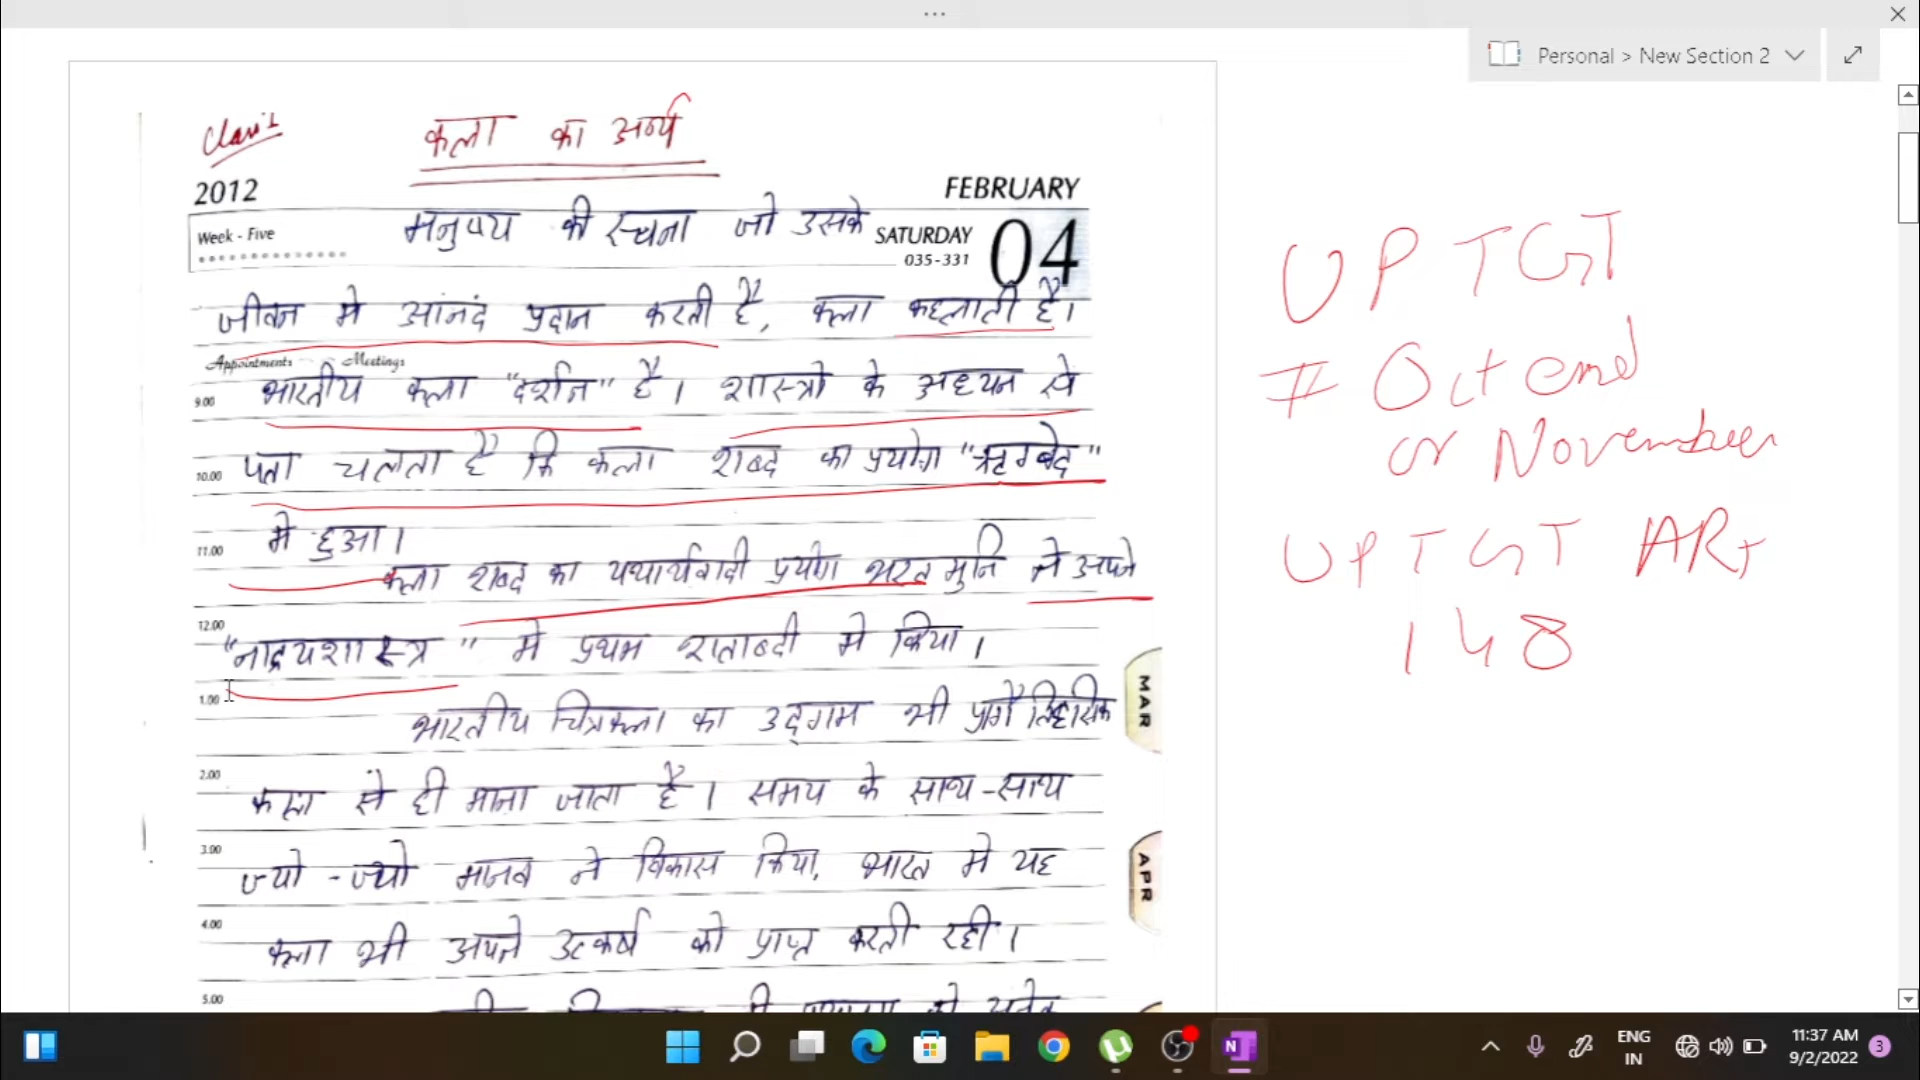 Personal > New Section 2
Class 1
कला का अर्थ
2012
FEBRUARY
Week - Five
SATURDAY
04
035-331
मनुष्य की रचना जो उसके
जीवन मे आंनद प्रदान करती है, कला कहलाती है।
Appointments Meetings
9.00 भारतीय कला "दर्शन" है। शास्त्रो के अध्यन से
10.00 पता चलता है कि कला शब्द का प्रयोग "ऋग्वेद"
11.00 मे हुआ।
कला शब्द का यथार्थवादी प्रयोग भरत मुनि ने अपने
12.00 "नाट्यशास्त्र" मे प्रथम शताब्दी मे किया।
1.00 भारतीय चित्रकला का उद्गम भी प्रागैतिहासिक
2.00 कला से ही माना जाता है। समय के साथ-साथ
3.00 ज्यो-ज्यो मानव ने विकास किया, भारत मे यह
4.00 कला भी अपने उत्कर्ष को प्राप्त करती रही।
5.00
MAR
APR
UP TGT
# Oct end
or November
UP TGT ART
148
ENG
IN
11:37 AM
9/2/2022
3